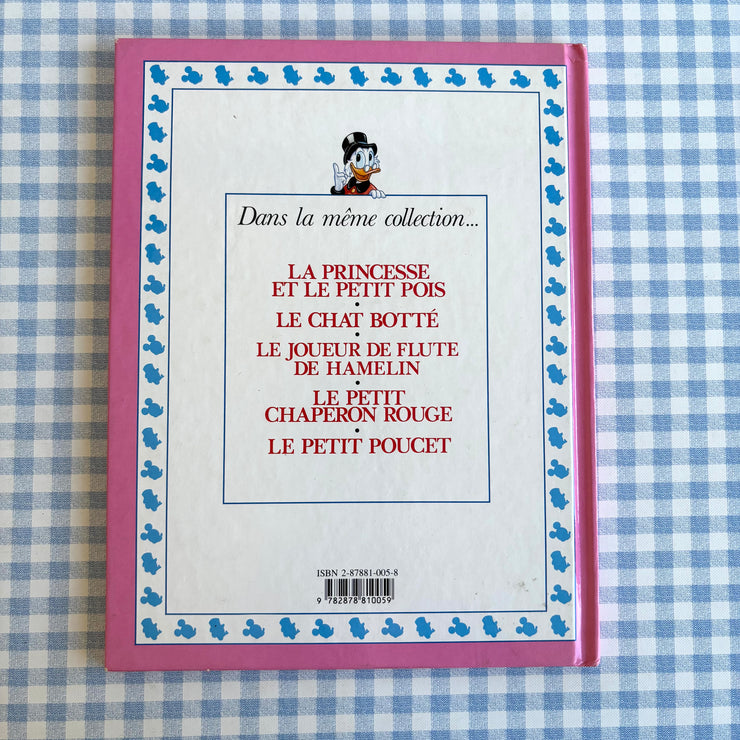 Dans la même collection...
LA PRINCESSE
ET LE PETIT POIS
•
LE CHAT BOTTÉ
•
LE JOUEUR DE FLUTE
DE HAMELIN
•
LE PETIT
CHAPERON ROUGE
•
LE PETIT POUCET
ISBN 2-87881-005-8
9 782878 810059